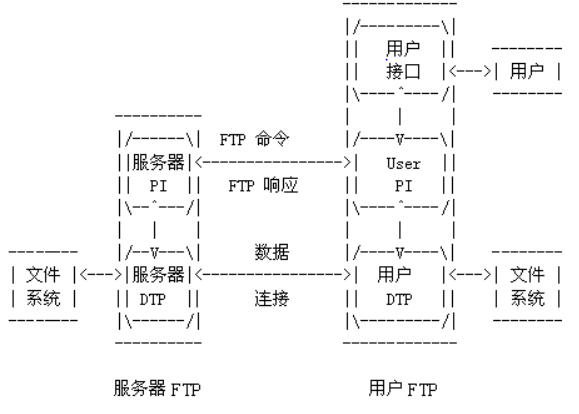 用户
接口
用户
FTP 命令
服务器
PI
FTP 响应
User
PI
文件
系统
服务器
DTP
数据
连接
用户
DTP
文件
系统
服务器 FTP
用户 FTP